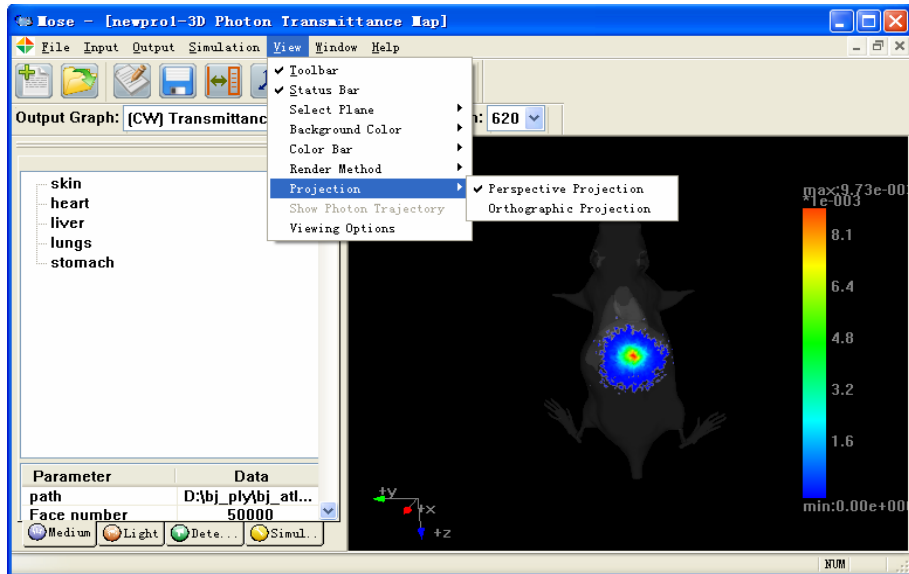 Mose - [newpro1-3D Photon Transmittance Map]
File Input Output Simulation View Window Help
Output Graph: (CW) Transmittanc
: 620
Toolbar
Status Bar
Select Plane
Background Color
Color Bar
Render Method
Projection
Show Photon Trajectory
Viewing Options
Perspective Projection
Orthographic Projection
skin
heart
liver
lungs
stomach
max:9.73e-00
*1e-003
8.1
6.4
4.8
3.2
1.6
min:0.00e+00
+y
+x
+z
Parameter Data
path D:\bj_ply\bj_atl...
Face number 50000
Medium Light Dete... Simul..
NUM